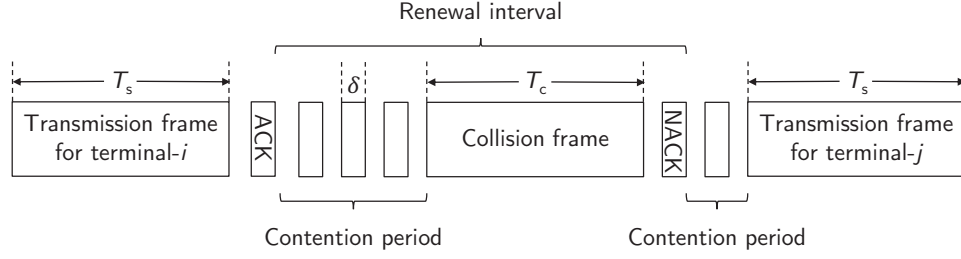 Renewal interval
T_s
δ
T_c
T_s
Transmission frame
for terminal-i
ACK
Collision frame
NACK
Transmission frame
for terminal-j
Contention period
Contention period